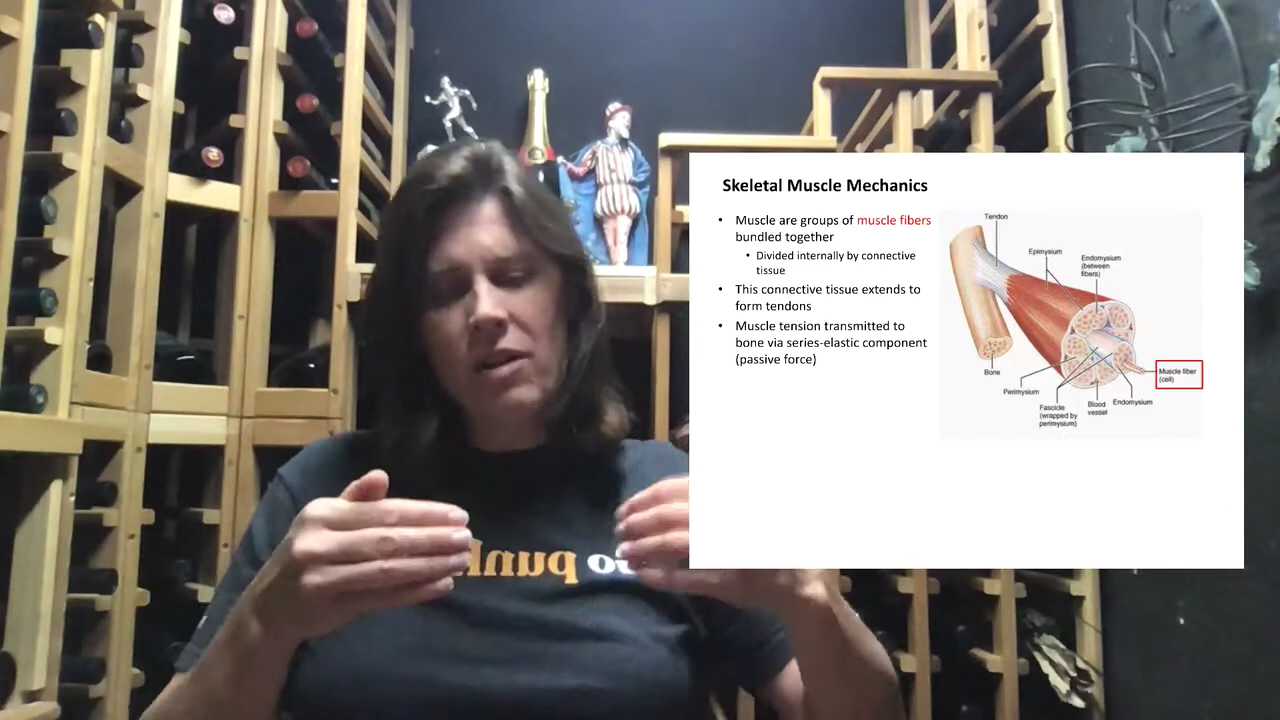 Skeletal Muscle Mechanics
• Muscle are groups of muscle fibers
bundled together
• Divided internally by connective
tissue
• This connective tissue extends to
form tendons
• Muscle tension transmitted to
bone via series-elastic component
(passive force)
Tendon
Epimysium
Endomysium
(between
fibers)
Muscle fiber
(cell)
Bone
Perimysium
Fascicle
(wrapped by
perimysium)
Blood
vessel
Endomysium